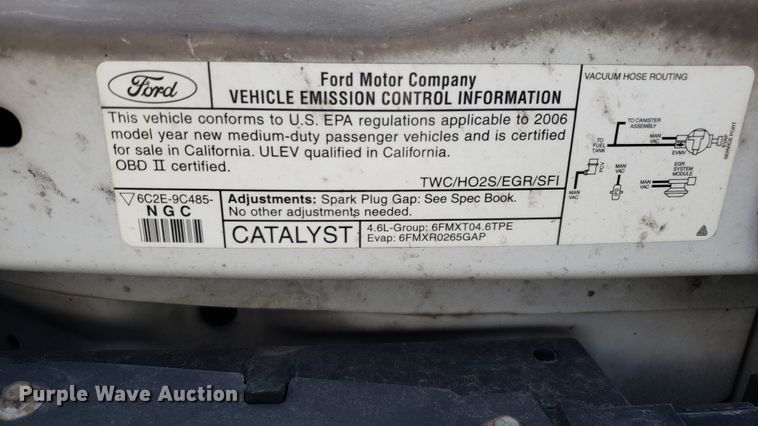 Ford
Ford Motor Company
VEHICLE EMISSION CONTROL INFORMATION
This vehicle conforms to U.S. EPA regulations applicable to 2006
model year new medium-duty passenger vehicles and is certified
for sale in California. ULEV qualified in California.
OBD II certified.
TWC/HO2S/EGR/SFI
6C2E-9C485-
NGC
Adjustments: Spark Plug Gap: See Spec Book.
No other adjustments needed.
CATALYST
4.6L-Group: 6FMXT04.6TPE
Evap: 6FMXR0265GAP
VACUUM HOSE ROUTING
TO CANISTER
ASSEMBLY
TO
FUEL
TANK
MAN
VAC
EVMV
EVAP
SERVICE PORT
PCV
MAN
VAC
MAN
VAC
EGR
SYSTEM
MODULE
MAN
VAC
Purple Wave Auction